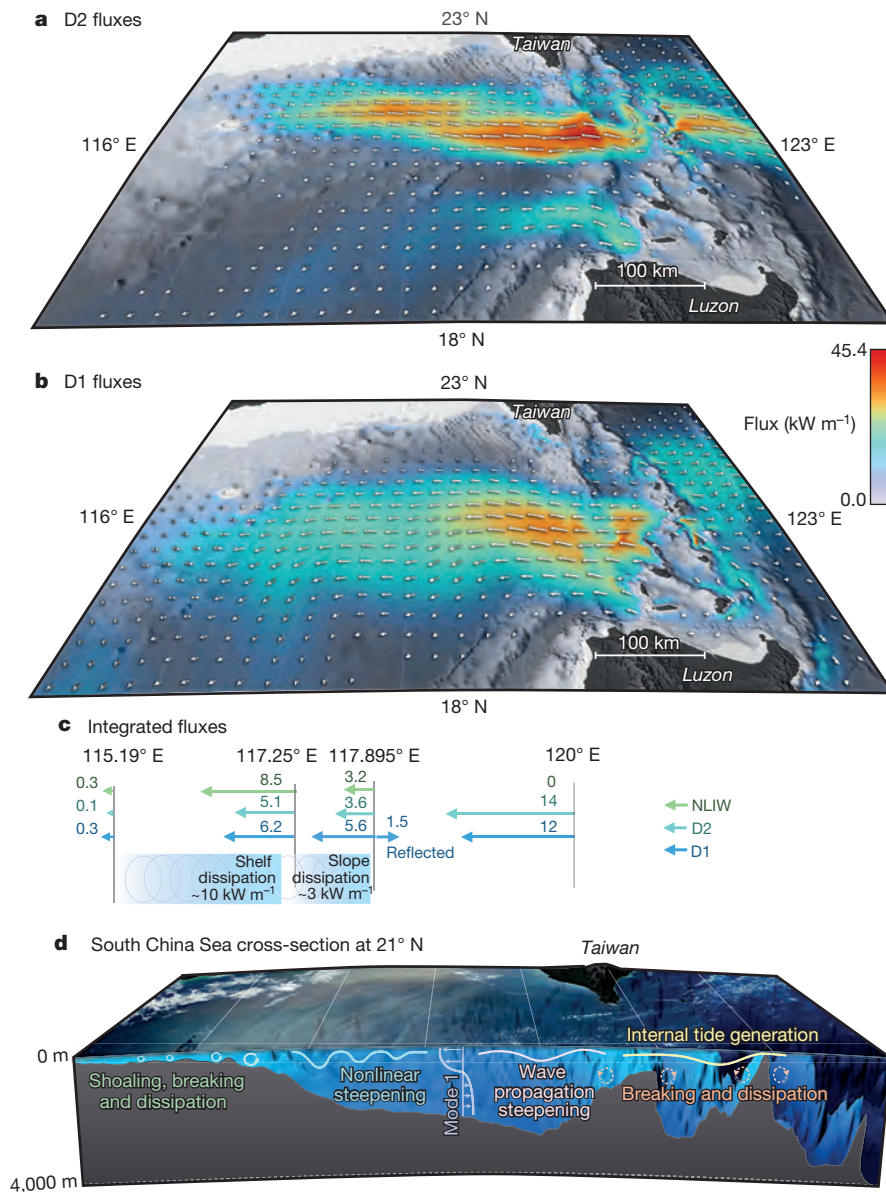 a D2 fluxes
23° N
Taiwan
116° E
123° E
100 km
Luzon
18° N
b D1 fluxes
23° N
Taiwan
45.4
Flux (kW m⁻¹)
0.0
116° E
123° E
100 km
Luzon
18° N
c Integrated fluxes
115.19° E 117.25° E 117.895° E 120° E
0.3 8.5 3.2 0
NLIW
0.1 5.1 3.6 14
D2
0.3 6.2 5.6 1.5 12
D1
Reflected
Shelf
dissipation
~10 kW m⁻¹
Slope
dissipation
~3 kW m⁻¹
d South China Sea cross-section at 21° N
Taiwan
Internal tide generation
0 m
Shoaling, breaking
and dissipation
Nonlinear
steepening
Mode-1
Wave
propagation
steepening
Breaking and dissipation
4,000 m